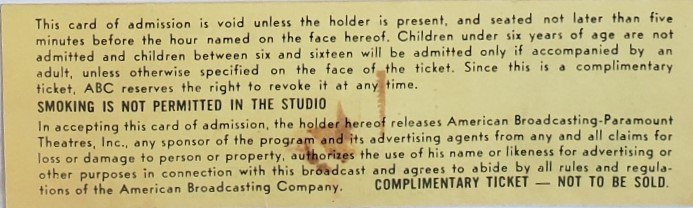 This card of admission is void unless the holder is present, and seated not later than five
minutes before the hour named on the face hereof. Children under six years of age are not
admitted and children between six and sixteen will be admitted only if accompanied by an
adult, unless otherwise specified on the face of the ticket. Since this is a complimentary
ticket, ABC reserves the right to revoke it at any time.
SMOKING IS NOT PERMITTED IN THE STUDIO
In accepting this card of admission, the holder hereof releases American Broadcasting-Paramount
Theatres, Inc., any sponsor of the program and its advertising agents from any and all claims for
loss or damage to person or property, authorizes the use of his name or likeness for advertising or
other purposes in connection with this broadcast and agrees to abide by all rules and regula-
tions of the American Broadcasting Company. COMPLIMENTARY TICKET — NOT TO BE SOLD.